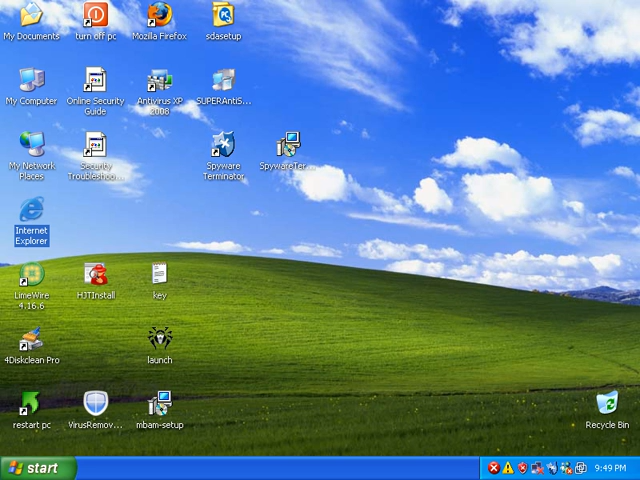 My Documents
turn off pc
Mozilla Firefox
sdasetup
My Computer
Online Security
Guide
Antivirus XP
2008
SUPERAntiS...
My Network
Places
Security
Troubleshoo...
Spyware
Terminator
SpywareTer...
Internet
Explorer
LimeWire
4.16.6
HJTInstall
key
4Diskclean Pro
launch
restart pc
VirusRemov...
mbam-setup
Recycle Bin
start
9:49 PM